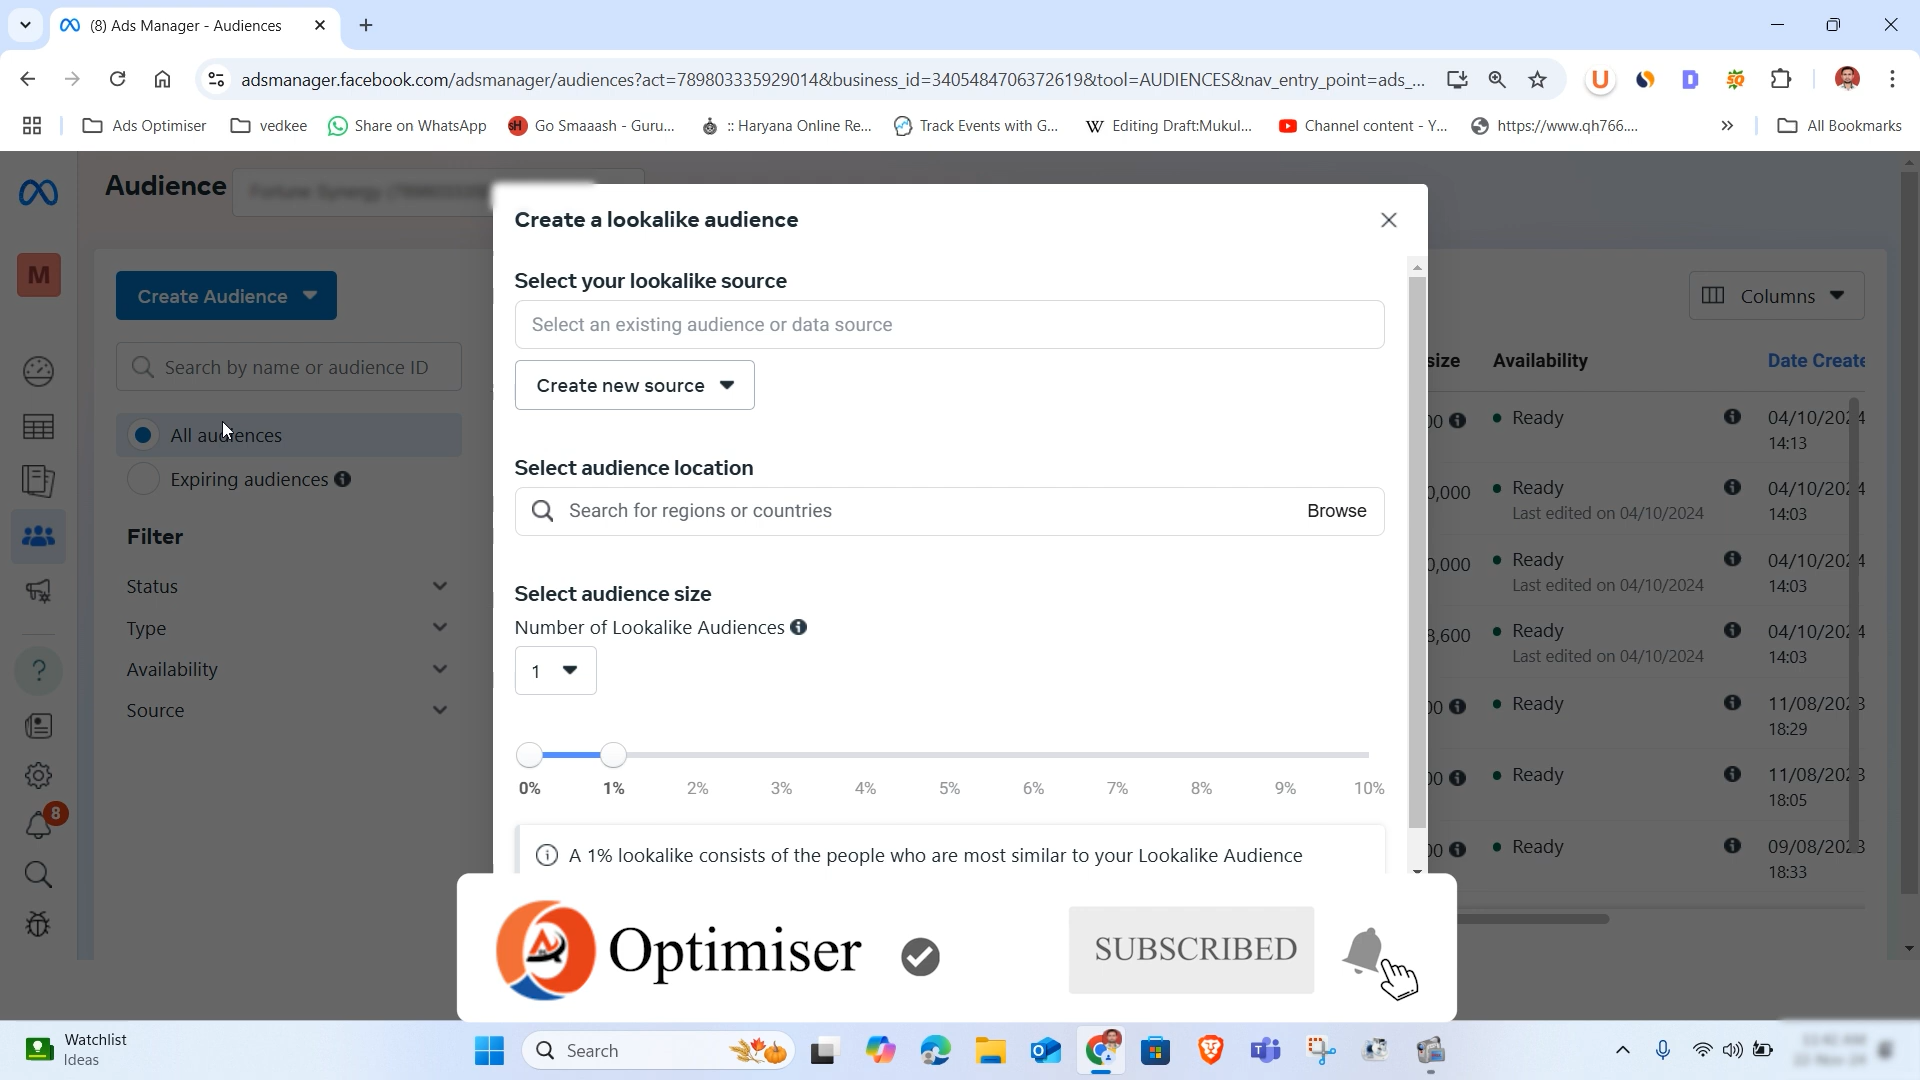 (8) Ads Manager - Audiences
adsmanager.facebook.com/adsmanager/audiences?act=789803335929014&business_id=3405484706372619&tool=AUDIENCES&nav_entry_point=ads_...
Ads Optimiser
vedkee
Share on WhatsApp
Go Smaaash - Guru...
:: Haryana Online Re...
Track Events with G...
Editing Draft:Mukul...
Channel content - Y...
https://www.qh766....
All Bookmarks
Audience
Create a lookalike audience
M
Create Audience
Search by name or audience ID
All audiences
Expiring audiences
Filter
Status
Type
Availability
Source
8
Select your lookalike source
Select an existing audience or data source
Create new source
Select audience location
Search for regions or countries
Browse
Select audience size
Number of Lookalike Audiences
1
0% 1% 2% 3% 4% 5% 6% 7% 8% 9% 10%
A 1% lookalike consists of the people who are most similar to your Lookalike Audience
Columns
size Availability Date Create
Ready 04/10/2024
14:13
0,000 Ready 04/10/2024
Last edited on 04/10/2024 14:03
0,000 Ready 04/10/2024
Last edited on 04/10/2024 14:03
8,600 Ready 04/10/2024
Last edited on 04/10/2024 14:03
00 Ready 11/08/2023
18:29
00 Ready 11/08/2023
18:05
00 Ready 09/08/2023
18:33
Optimiser
SUBSCRIBED
Watchlist
Ideas
Search